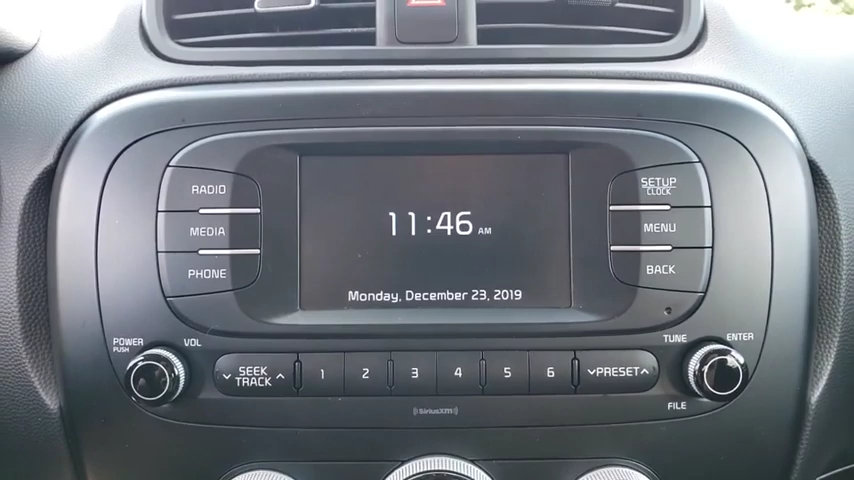 RADIO
MEDIA
PHONE
11:46 AM
Monday, December 23, 2019
SETUP
CLOCK
MENU
BACK
POWER
PUSH
VOL
SEEK
TRACK
1 2 3 4 5 6
PRESET
TUNE
ENTER
FILE
SiriusXM